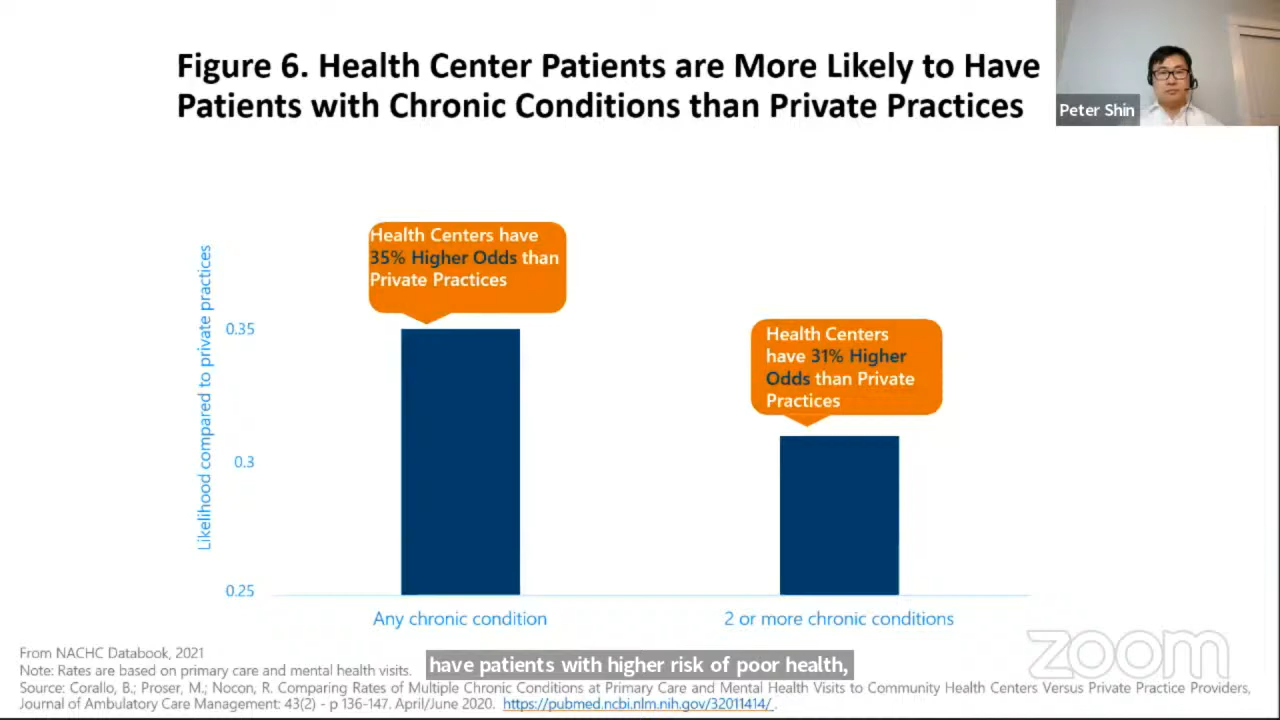 Figure 6. Health Center Patients are More Likely to Have
Patients with Chronic Conditions than Private Practices
Peter Shin
Health Centers have
35% Higher Odds than
Private Practices
Health Centers
have 31% Higher
Odds than Private
Practices
Likelihood compared to private practices
0.35
0.3
0.25
Any chronic condition
2 or more chronic conditions
zoom
From NACHC Databook, 2021
Note: Rates are based on primary care and mental health visits.
have patients with higher risk of poor health,
Source: Corallo, B.; Proser, M.; Nocon, R. Comparing Rates of Multiple Chronic Conditions at Primary Care and Mental Health Visits to Community Health Centers Versus Private Practice Providers,
Journal of Ambulatory Care Management: 43(2) - p 136-147. April/June 2020. https://pubmed.ncbi.nlm.nih.gov/32011414/.